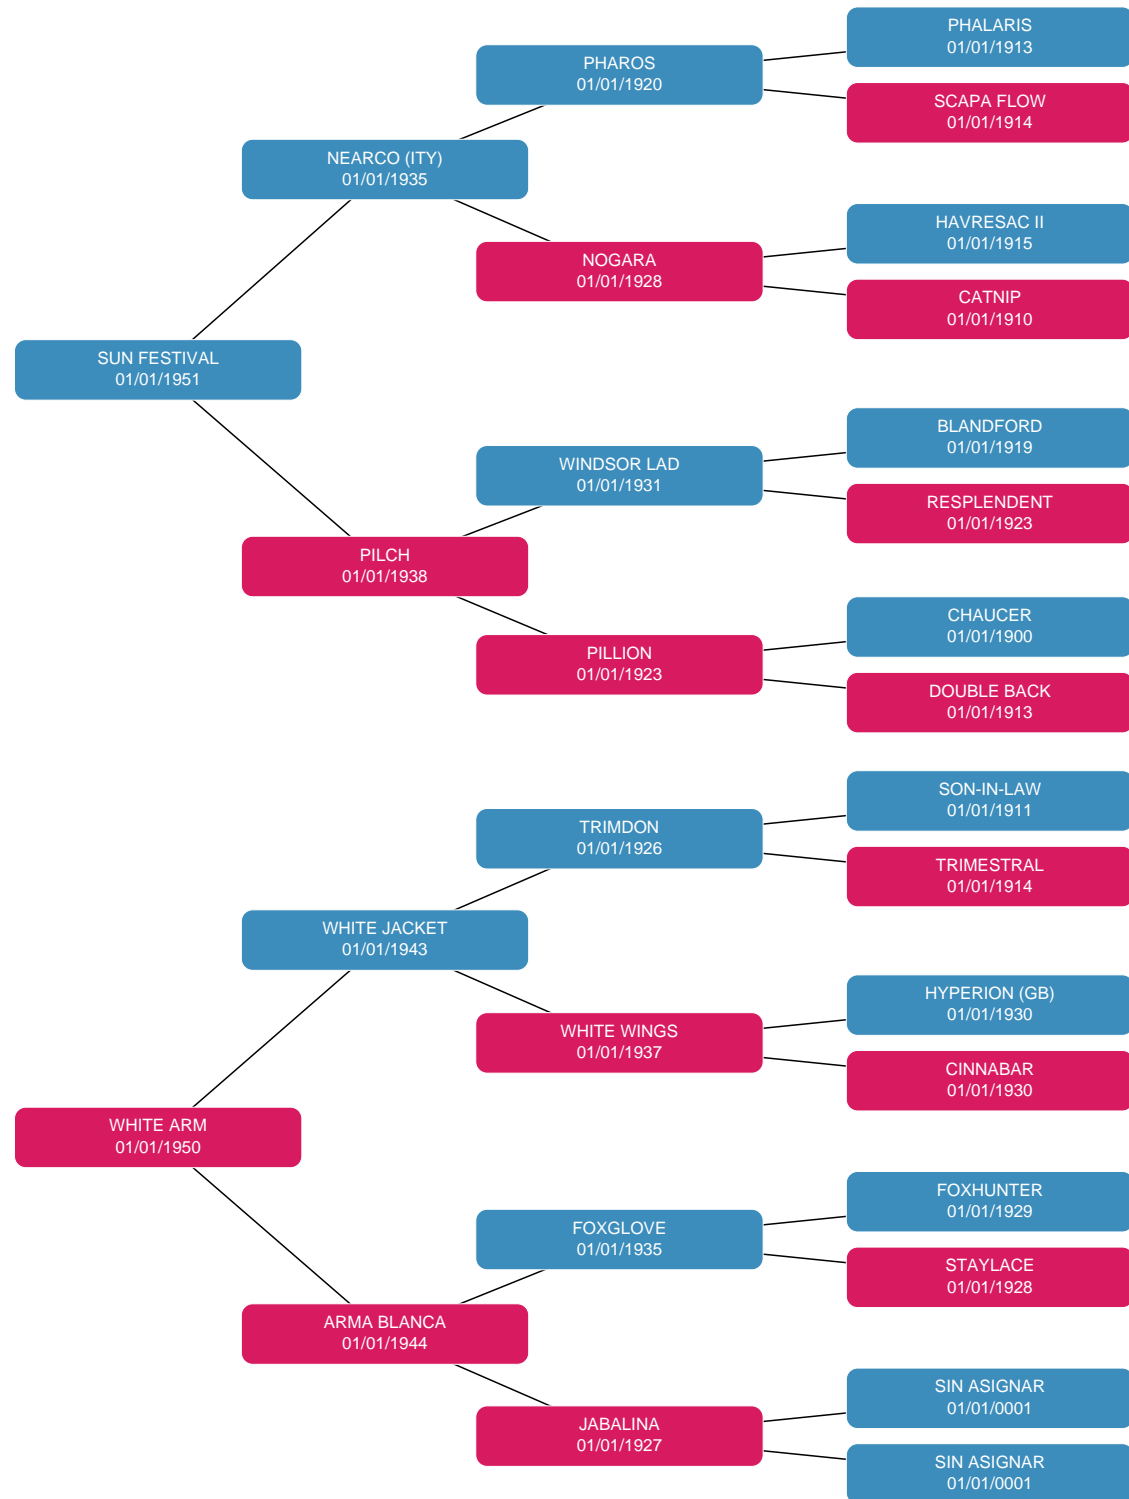 PHALARIS
01/01/1913
PHAROS
01/01/1920
SCAPA FLOW
01/01/1914
NEARCO (ITY)
01/01/1935
HAVRESAC II
01/01/1915
NOGARA
01/01/1928
CATNIP
01/01/1910
SUN FESTIVAL
01/01/1951
BLANDFORD
01/01/1919
WINDSOR LAD
01/01/1931
RESPLENDENT
01/01/1923
PILCH
01/01/1938
CHAUCER
01/01/1900
PILLION
01/01/1923
DOUBLE BACK
01/01/1913
SON-IN-LAW
01/01/1911
TRIMDON
01/01/1926
TRIMESTRAL
01/01/1914
WHITE JACKET
01/01/1943
HYPERION (GB)
01/01/1930
WHITE WINGS
01/01/1937
CINNABAR
01/01/1930
WHITE ARM
01/01/1950
FOXHUNTER
01/01/1929
FOXGLOVE
01/01/1935
STAYLACE
01/01/1928
ARMA BLANCA
01/01/1944
SIN ASIGNAR
01/01/0001
JABALINA
01/01/1927
SIN ASIGNAR
01/01/0001